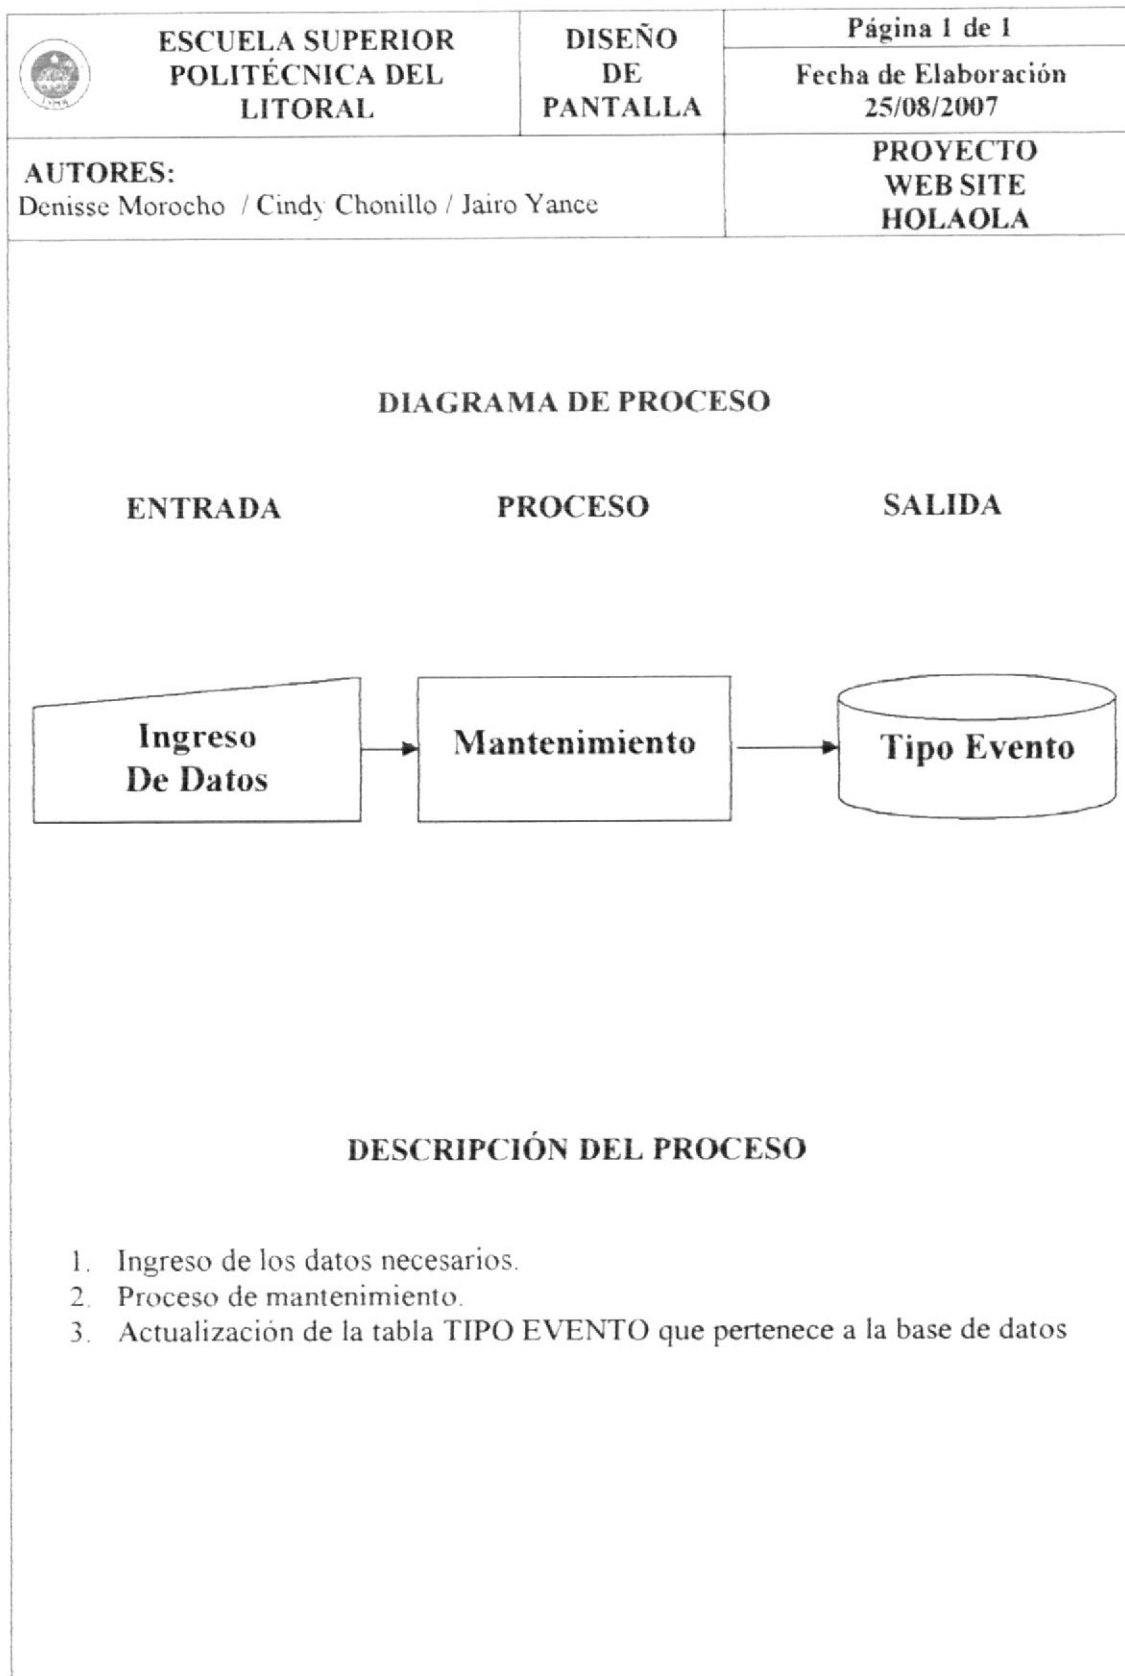 ESCUELA SUPERIOR
POLITÉCNICA DEL
LITORAL
DISEÑO
DE
PANTALLA
Página 1 de 1
Fecha de Elaboración
25/08/2007
AUTORES:
Denisse Morocho / Cindy Chonillo / Jairo Yance
PROYECTO
WEB SITE
HOLAOLA
DIAGRAMA DE PROCESO
ENTRADA PROCESO SALIDA
Ingreso
De Datos
Mantenimiento
Tipo Evento
DESCRIPCIÓN DEL PROCESO
1. Ingreso de los datos necesarios.
2. Proceso de mantenimiento.
3. Actualización de la tabla TIPO EVENTO que pertenece a la base de datos